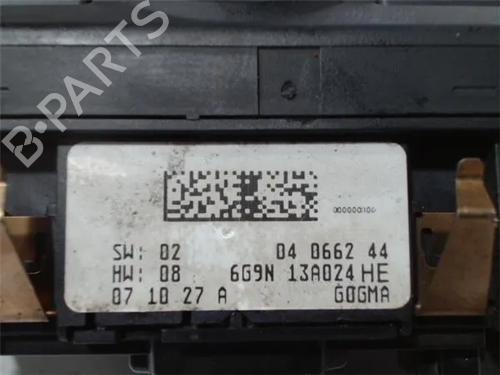 000000100
SW: 02 04 0662 44
HW: 08 6G9N 13A024 HE
07 10 27 A GOGMA
B-PARTS